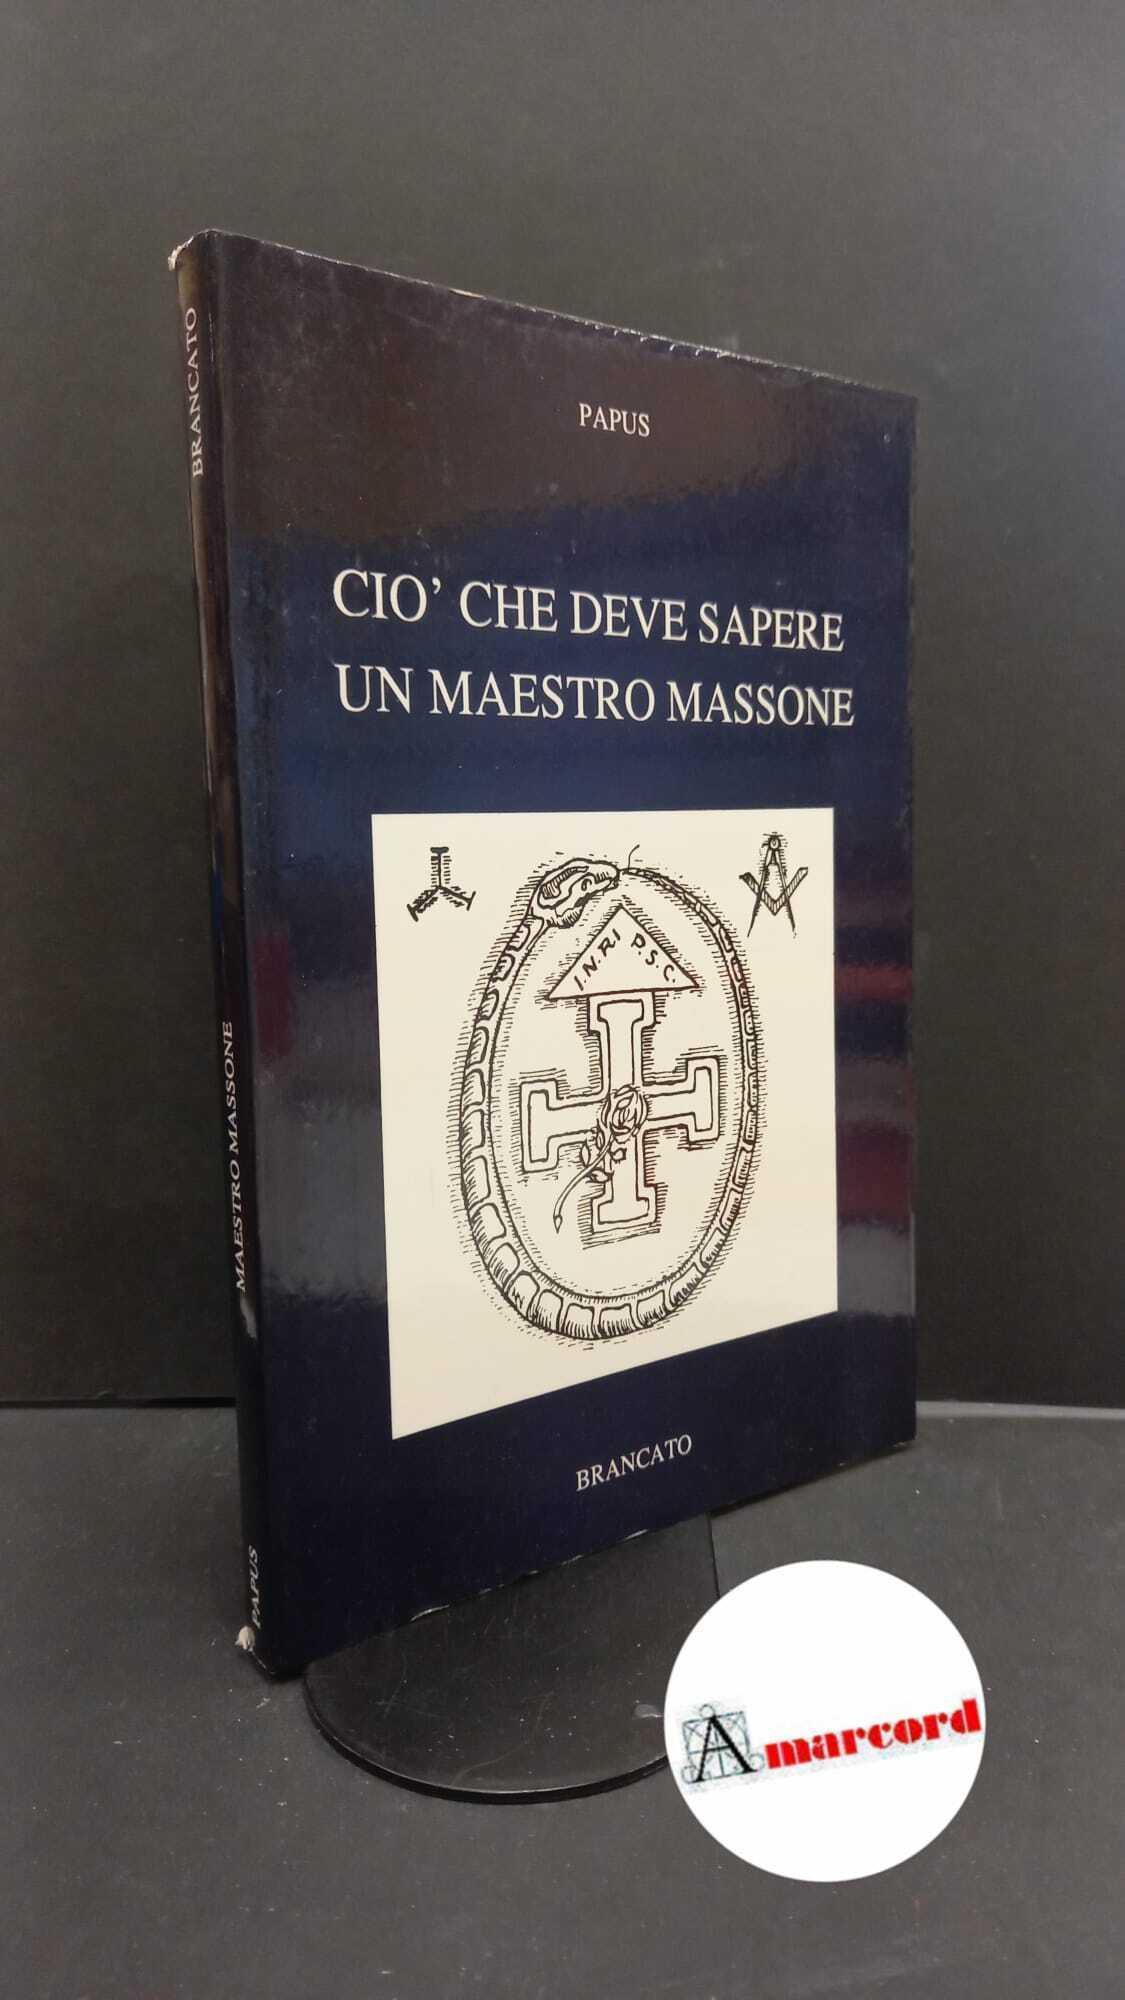 PAPUS
CIO' CHE DEVE SAPERE
UN MAESTRO MASSONE
I.N.RI P.S.C.
BRANCATO
BRANCATO
MAESTRO MASSONE
PAPUS
Amarcord